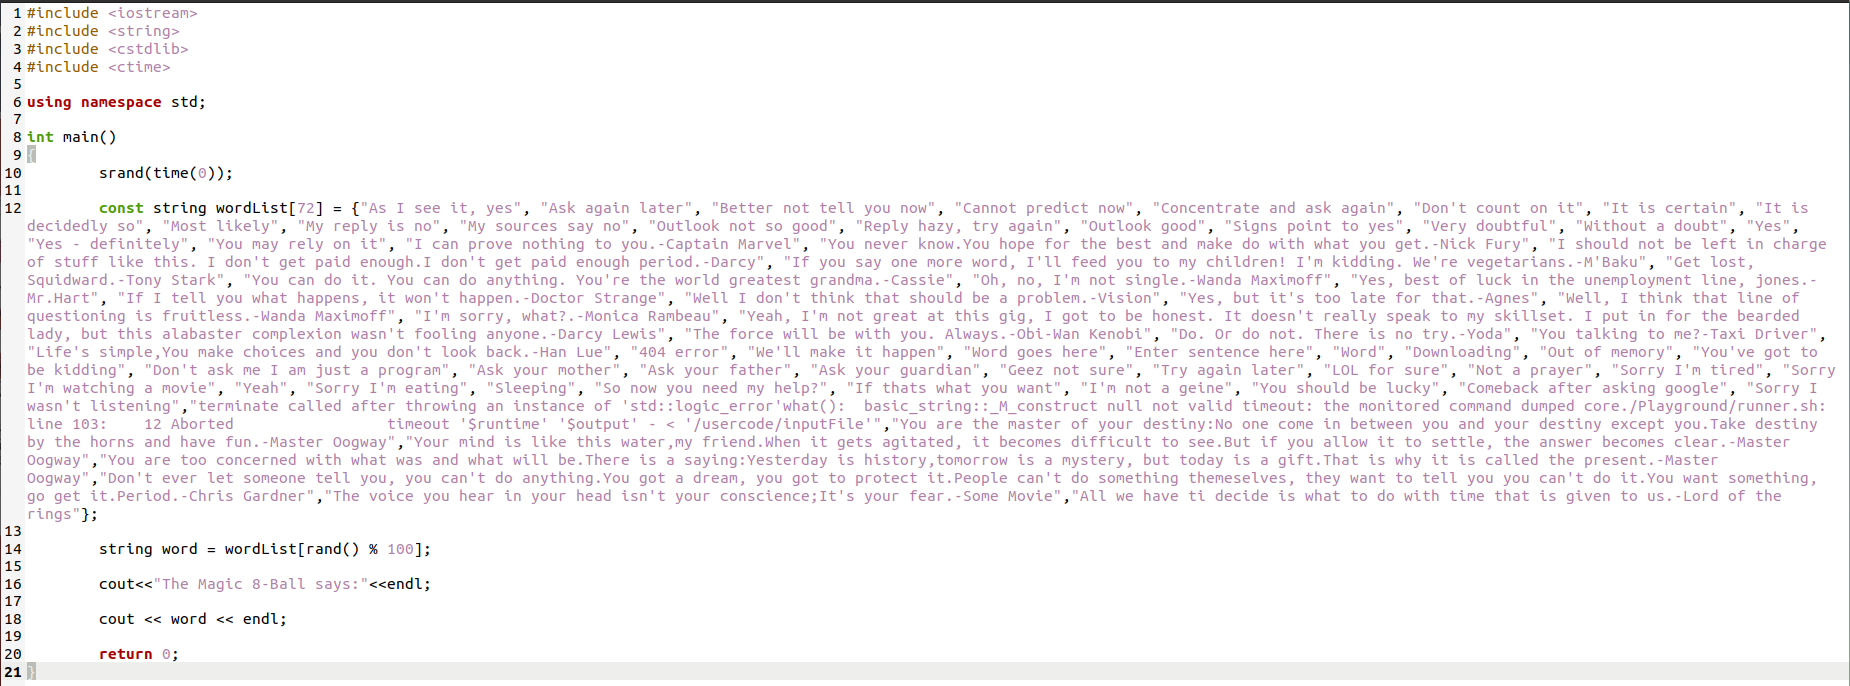 1 #include <iostream>
2 #include <string>
3 #include <cstdlib>
4 #include <ctime>
5
6 using namespace std;
7
8 int main()
9 {
10         srand(time(0));
11
12         const string wordList[72] = {"As I see it, yes", "Ask again later", "Better not tell you now", "Cannot predict now", "Concentrate and ask again", "Don't count on it", "It is certain", "It is
decidedly so", "Most likely", "My reply is no", "My sources say no", "Outlook not so good", "Reply hazy, try again", "Outlook good", "Signs point to yes", "Very doubtful", "Without a doubt", "Yes",
"Yes - definitely", "You may rely on it", "I can prove nothing to you.-Captain Marvel", "You never know.You hope for the best and make do with what you get.-Nick Fury", "I should not be left in charge
of stuff like this. I don't get paid enough.I don't get paid enough period.-Darcy", "If you say one more word, I'll feed you to my children! I'm kidding. We're vegetarians.-M'Baku", "Get lost,
Squidward.-Tony Stark", "You can do it. You can do anything. You're the world greatest grandma.-Cassie", "Oh, no, I'm not single.-Wanda Maximoff", "Yes, best of luck in the unemployment line, jones.-
Mr.Hart", "If I tell you what happens, it won't happen.-Doctor Strange", "Well I don't think that should be a problem.-Vision", "Yes, but it's too late for that.-Agnes", "Well, I think that line of
questioning is fruitless.-Wanda Maximoff", "I'm sorry, what?.-Monica Rambeau", "Yeah, I'm not great at this gig, I got to be honest. It doesn't really speak to my skillset. I put in for the bearded
lady, but this alabaster complexion wasn't fooling anyone.-Darcy Lewis", "The force will be with you. Always.-Obi-Wan Kenobi", "Do. Or do not. There is no try.-Yoda", "You talking to me?-Taxi Driver",
"Life's simple,You make choices and you don't look back.-Han Lue", "404 error", "We'll make it happen", "Word goes here", "Enter sentence here", "Word", "Downloading", "Out of memory", "You've got to
be kidding", "Don't ask me I am just a program", "Ask your mother", "Ask your father", "Ask your guardian", "Geez not sure", "Try again later", "LOL for sure", "Not a prayer", "Sorry I'm tired", "Sorry
I'm watching a movie", "Yeah", "Sorry I'm eating", "Sleeping", "So now you need my help?", "If thats what you want", "I'm not a geine", "You should be lucky", "Comeback after asking google", "Sorry I
wasn't listening","terminate called after throwing an instance of 'std::logic_error'what():  basic_string::_M_construct null not valid timeout: the monitored command dumped core./Playground/runner.sh:
line 103:    12 Aborted                 timeout '$runtime' '$output' - < '/usercode/inputFile'","You are the master of your destiny:No one come in between you and your destiny except you.Take destiny
by the horns and have fun.-Master Oogway","Your mind is like this water,my friend.When it gets agitated, it becomes difficult to see.But if you allow it to settle, the answer becomes clear.-Master
Oogway","You are too concerned with what was and what will be.There is a saying:Yesterday is history,tomorrow is a mystery, but today is a gift.That is why it is called the present.-Master
Oogway","Don't ever let someone tell you, you can't do anything.You got a dream, you got to protect it.People can't do something themeselves, they want to tell you you can't do it.You want something,
go get it.Period.-Chris Gardner","The voice you hear in your head isn't your conscience;It's your fear.-Some Movie","All we have ti decide is what to do with time that is given to us.-Lord of the
rings"};
13
14         string word = wordList[rand() % 100];
15
16         cout<<"The Magic 8-Ball says:"<<endl;
17
18         cout << word << endl;
19
20         return 0;
21 }